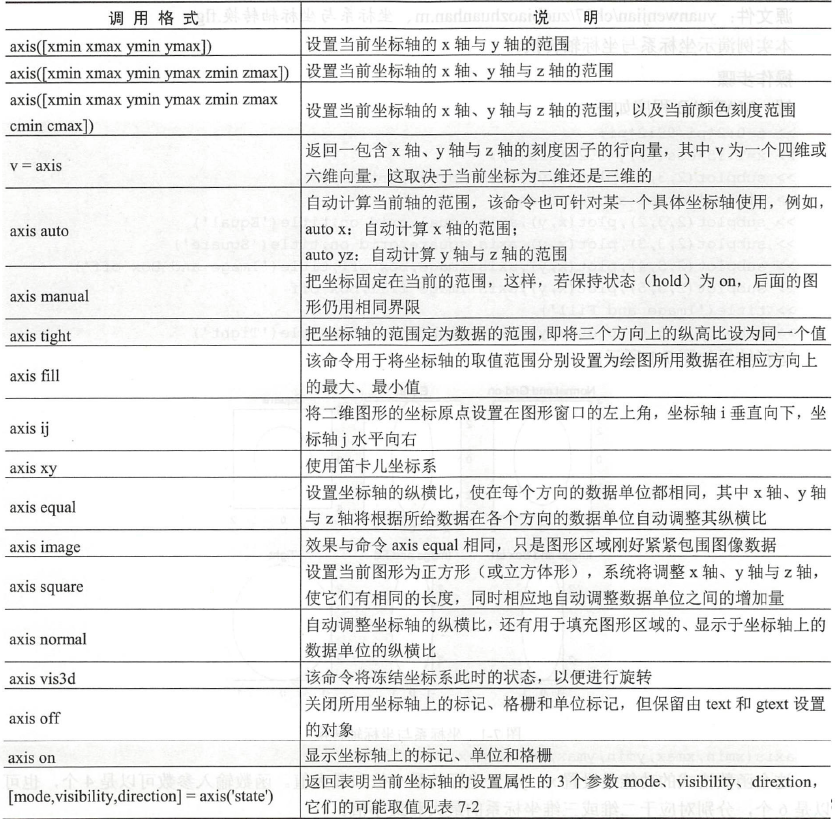 调 用 格 式 说 明
axis([xmin xmax ymin ymax]) 设置当前坐标轴的 x 轴与 y 轴的范围
axis([xmin xmax ymin ymax zmin zmax]) 设置当前坐标轴的 x 轴、y 轴与 z 轴的范围
axis([xmin xmax ymin ymax zmin zmax
cmin cmax])
设置当前坐标轴的 x 轴、y 轴与 z 轴的范围，以及当前颜色刻度范围
v = axis
返回一包含 x 轴、y 轴与 z 轴的刻度因子的行向量，其中 v 为一个四维或
六维向量，这取决于当前坐标为二维还是三维的
axis auto
自动计算当前轴的范围，该命令也可针对某一个具体坐标轴使用，例如，
auto x：自动计算 x 轴的范围；
auto yz：自动计算 y 轴与 z 轴的范围
axis manual
把坐标固定在当前的范围，这样，若保持状态（hold）为 on，后面的图
形仍用相同界限
axis tight 把坐标轴的范围定为数据的范围，即将三个方向上的纵高比设为同一个值
axis fill
该命令用于将坐标轴的取值范围分别设置为绘图所用数据在相应方向上
的最大、最小值
axis ij
将二维图形的坐标原点设置在图形窗口的左上角，坐标轴 i 垂直向下，坐
标轴 j 水平向右
axis xy 使用笛卡儿坐标系
axis equal
设置坐标轴的纵横比，使在每个方向的数据单位都相同，其中 x 轴、y 轴
与 z 轴将根据所给数据在各个方向的数据单位自动调整其纵横比
axis image 效果与命令 axis equal 相同，只是图形区域刚好紧紧包围图像数据
axis square
设置当前图形为正方形（或立方体形），系统将调整 x 轴、y 轴与 z 轴，
使它们有相同的长度，同时相应地自动调整数据单位之间的增加量
axis normal
自动调整坐标轴的纵横比，还有用于填充图形区域的、显示于坐标轴上的
数据单位的纵横比
axis vis3d 该命令将冻结坐标系此时的状态，以便进行旋转
axis off
关闭所用坐标轴上的标记、格栅和单位标记，但保留由 text 和 gtext 设置
的对象
axis on 显示坐标轴上的标记、单位和格栅
[mode,visibility,direction] = axis('state')
返回表明当前坐标轴的设置属性的 3 个参数 mode、visibility、dirextion，
它们的可能取值见表 7-2